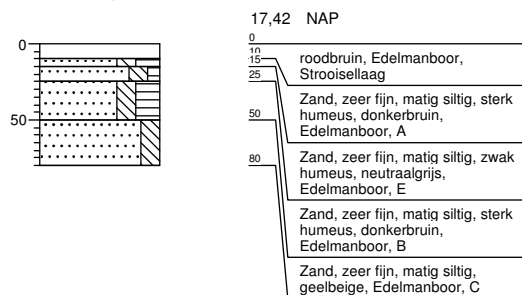 17,42 NAP
0
50
0
10
15
25
50
80
roodbruin, Edelmanboor,
Strooisellaag
Zand, zeer fijn, matig siltig, sterk
humeus, donkerbruin,
Edelmanboor, A
Zand, zeer fijn, matig siltig, zwak
humeus, neutraalgrijs,
Edelmanboor, E
Zand, zeer fijn, matig siltig, sterk
humeus, donkerbruin,
Edelmanboor, B
Zand, zeer fijn, matig siltig,
geelbeige, Edelmanboor, C